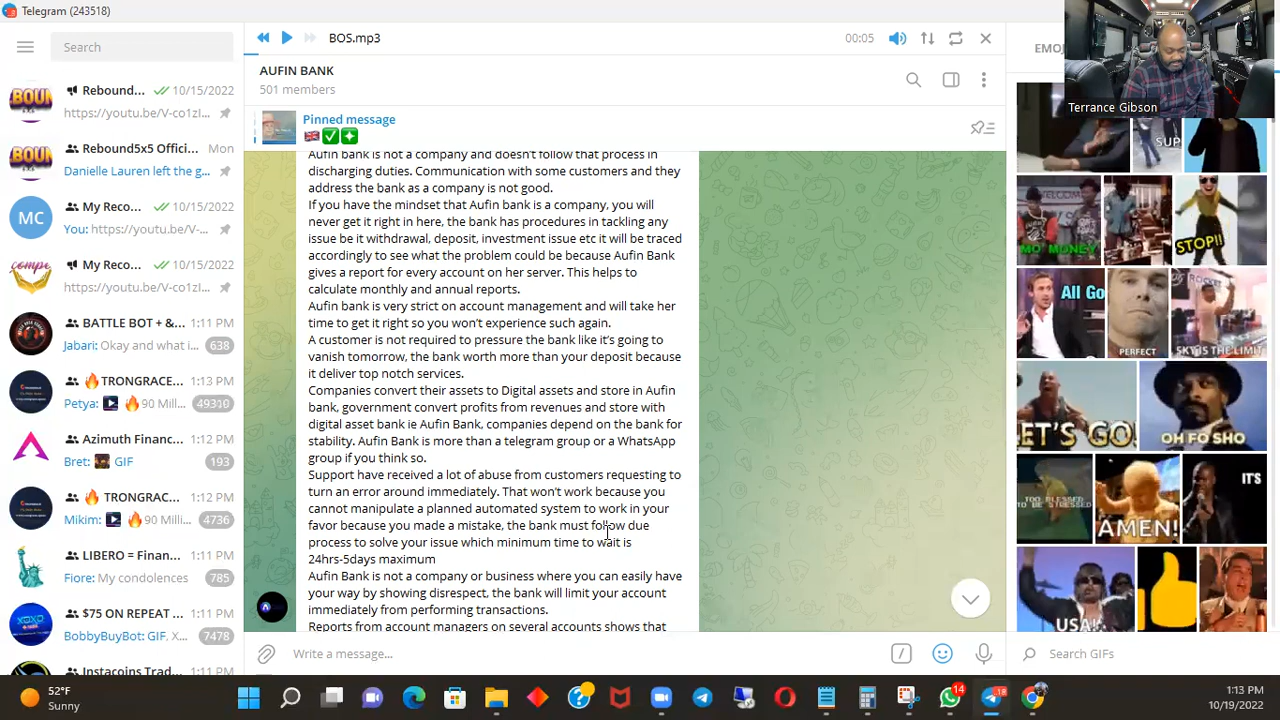 Telegram (243518)
Search
BOS.mp3
00:05
EMOJ
Terrance Gibson
AUFIN BANK
501 members
Pinned message
Rebound... 10/15/2022
https://youtu.be/V-co1zI...
Rebound5x5 Offici... Mon
Danielle Lauren left the g...
MC
My Reco... 10/15/2022
You: https://youtu.be/V-...
My Reco... 10/15/2022
https://youtu.be/V-co1zI...
BATTLE BOT + &... 1:11 PM
Jabari: Okay and what i... 638
TRONGRACE... 1:13 PM
Petya: 90 Mill... 49310
Azimuth Financ... 1:12 PM
Bret: GIF 193
TRONGRAC... 1:12 PM
Mikim: 90 Milli... 4736
LIBERO = Finan... 1:11 PM
Fiore: My condolences 785
$75 ON REPEAT ... 1:11 PM
BobbyBuyBot: GIF, X... 7478
Instacoins Trad... 1:11 PM
Aufin bank is not a company and doesn't follow that process in
discharging duties. Communication with some customers and they
address the bank as a company is not good.
If you have the mindset that Aufin bank is a company, you will
never get it right in here, the bank has procedures in tackling any
issue be it withdrawal, deposit, investment issue etc it will be traced
accurately to see what the problem could be because Aufin Bank
gives a report for every account on her server. This helps to
calculate monthly and annual reports.
Aufin bank is very strict on account management and will take her
time to get it right so you won't experience such again.
A customer is not required to pressure the bank like it's going to
vanish tomorrow, the bank worth more than your deposit because
it deliver top notch services.
Companies convert their assets to Digital assets and store in Aufin
bank, government convert profits from revenues and store with
digital asset bank ie Aufin Bank, companies depend on the bank for
stability. Aufin Bank is more than a telegram group or a WhatsApp
group if you think so.
Support have received a lot of abuse from customers requesting to
turn an error around immediately. That won't work because you
can't manipulate a planned automated system to work in your
favor because you made a mistake, the bank must follow due
process to solve your issue which minimum time to wait is
24hrs-5days maximum
Aufin Bank is not a company or business where you can easily have
your way by showing disrespect, the bank will limit your account
immediately from performing transactions.
Reports from account managers on several accounts shows that
Write a message...
SUP
MO' MONEY
STOP!!
All Go
PERFECT
SKY IS THE LIMIT
LET'S GO!
OH FO SHO
TOO BLESSED
TO BE STRESSED
AMEN!
IT'S
USA!
Search GIFs
52°F
Sunny
14
.18
1:13 PM
10/19/2022